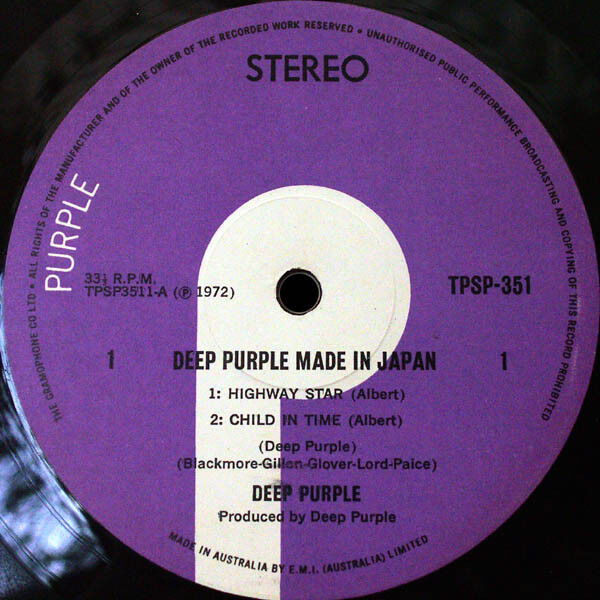 THE GRAMOPHONE CO LTD • ALL RIGHTS OF THE MANUFACTURER AND OF THE OWNER OF THE RECORDED WORK RESERVED • UNAUTHORISED PUBLIC PERFORMANCE BROADCASTING AND COPYING OF THIS RECORD PROHIBITED
STEREO
PURPLE
33⅓ R.P.M.
TPSP3511-A (℗ 1972)
TPSP-351
1 DEEP PURPLE MADE IN JAPAN 1
1: HIGHWAY STAR (Albert)
2: CHILD IN TIME (Albert)
(Deep Purple)
(Blackmore-Gillan-Glover-Lord-Paice)
DEEP PURPLE
Produced by Deep Purple
MADE IN AUSTRALIA BY E.M.I. (AUSTRALIA) LIMITED